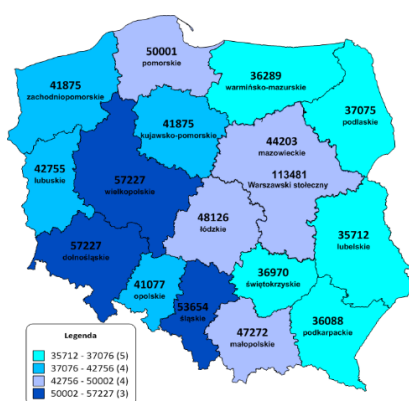 50001
pomorskie
36289
warmińsko-mazurskie
41875
zachodniopomorskie
41875
kujawsko-pomorskie
37075
podlaskie
44203
mazowieckie
42755
lubuskie
57227
wielkopolskie
113481
Warszawski stołeczny
48126
łódzkie
35712
lubelskie
57227
dolnośląskie
41077
opolskie
36970
świętokrzyskie
53654
śląskie
47272
małopolskie
36088
podkarpackie
Legenda
35712 - 37076 (5)
37076 - 42756 (4)
42756 - 50002 (4)
50002 - 57227 (3)